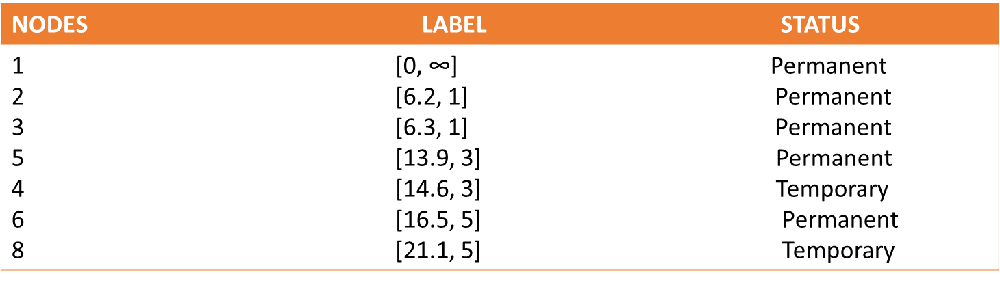 NODES LABEL STATUS
1 [0, ∞] Permanent
2 [6.2, 1] Permanent
3 [6.3, 1] Permanent
5 [13.9, 3] Permanent
4 [14.6, 3] Temporary
6 [16.5, 5] Permanent
8 [21.1, 5] Temporary